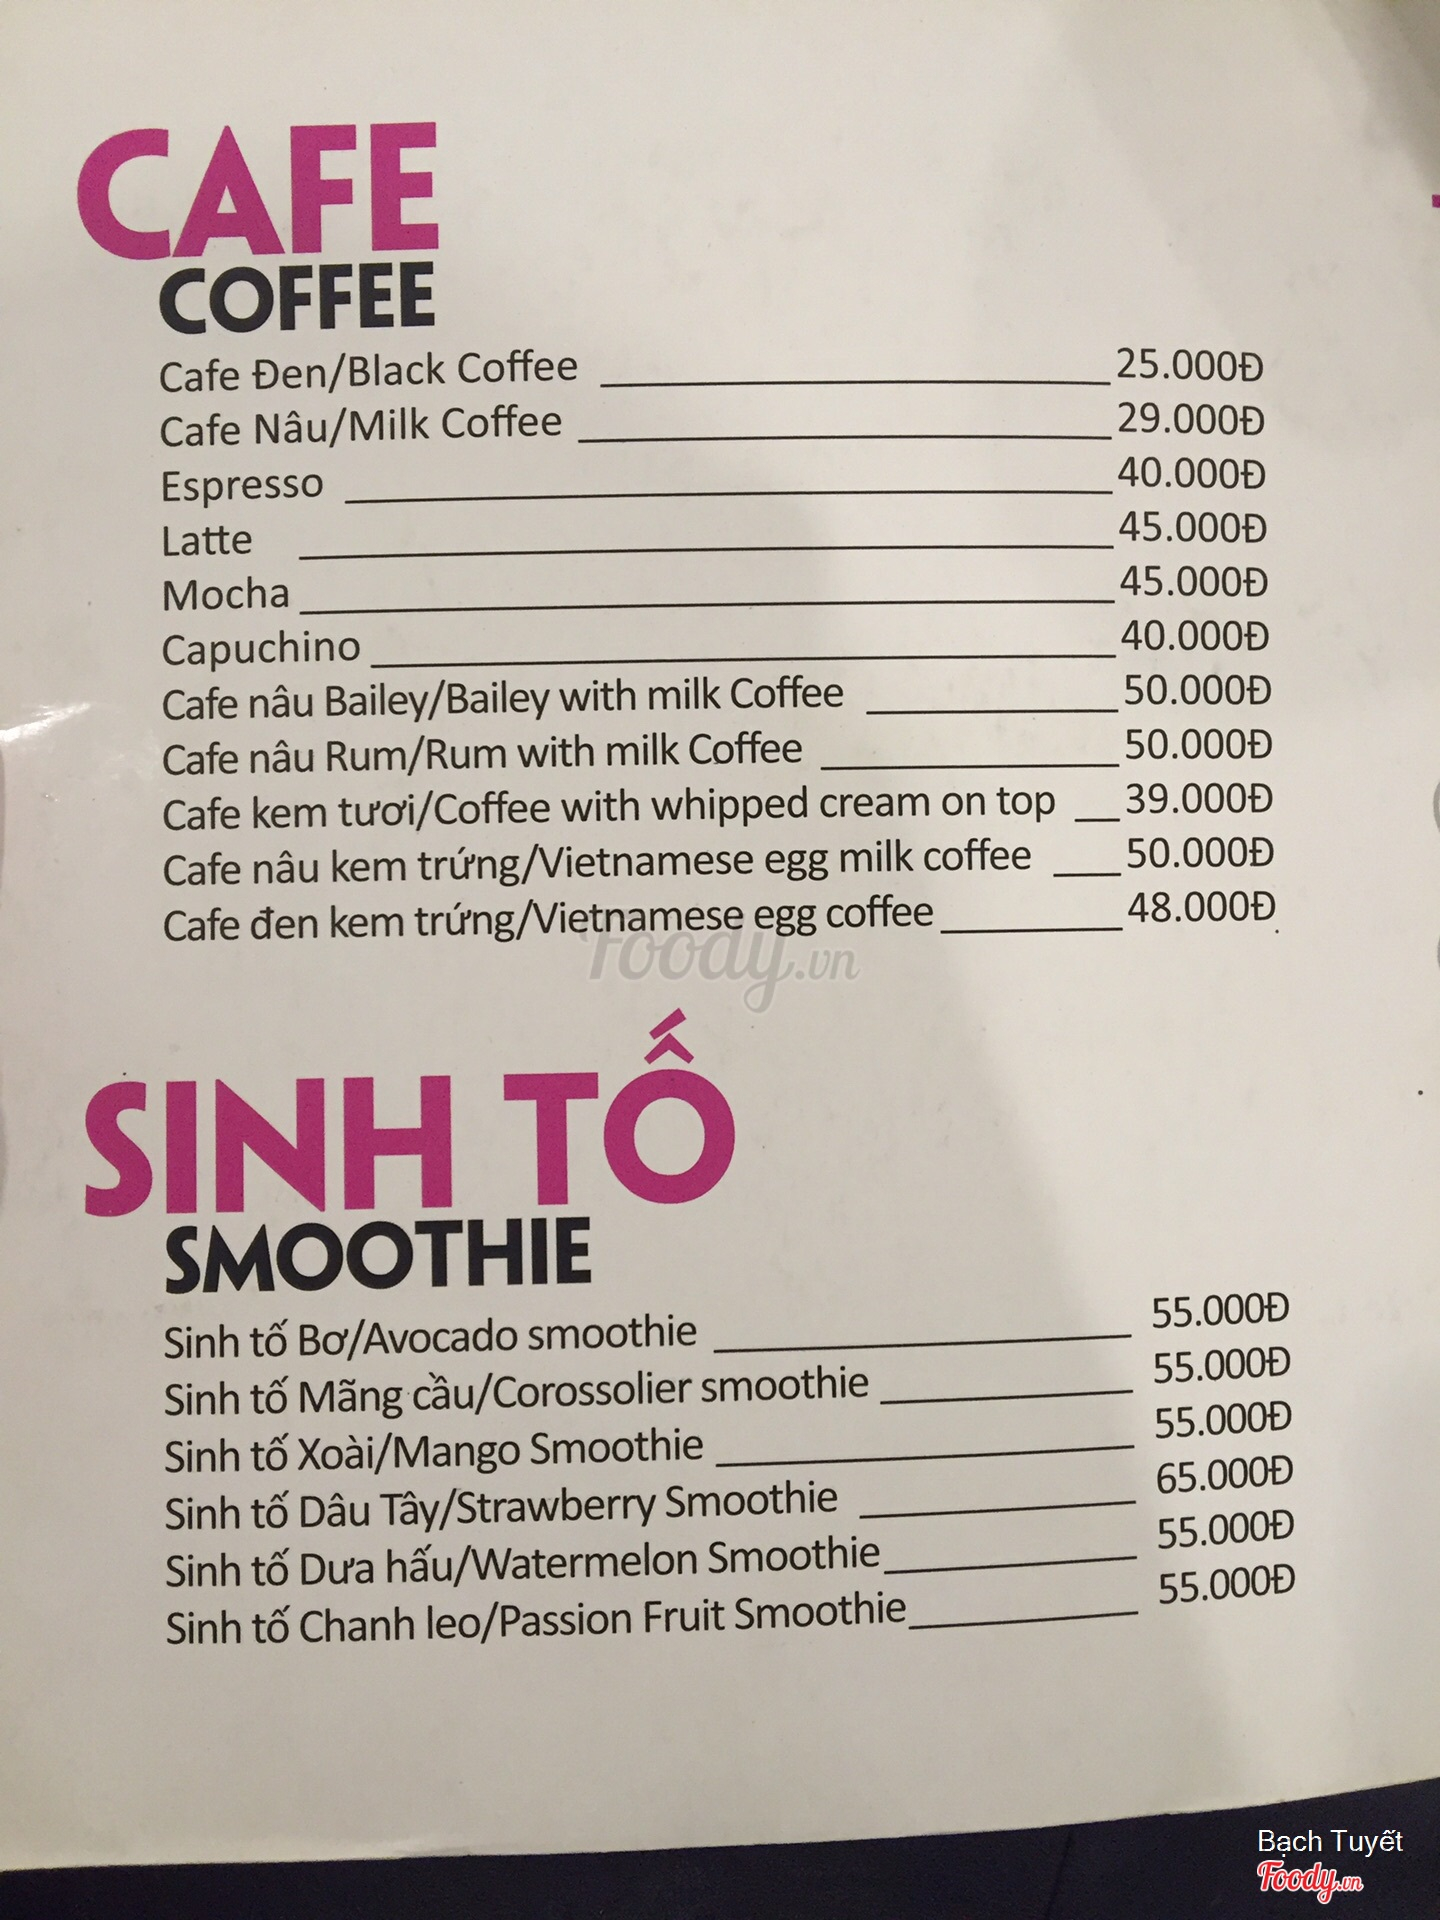 CAFE
COFFEE
Cafe Đen/Black Coffee 25.000Đ
Cafe Nâu/Milk Coffee 29.000Đ
Espresso 40.000Đ
Latte 45.000Đ
Mocha 45.000Đ
Capuchino 40.000Đ
Cafe nâu Bailey/Bailey with milk Coffee 50.000Đ
Cafe nâu Rum/Rum with milk Coffee 50.000Đ
Cafe kem tươi/Coffee with whipped cream on top 39.000Đ
Cafe nâu kem trứng/Vietnamese egg milk coffee 50.000Đ
Cafe đen kem trứng/Vietnamese egg coffee 48.000Đ
Foody.vn
SINH TỐ
SMOOTHIE
Sinh tố Bơ/Avocado smoothie 55.000Đ
Sinh tố Mãng cầu/Corossolier smoothie 55.000Đ
Sinh tố Xoài/Mango Smoothie 55.000Đ
Sinh tố Dâu Tây/Strawberry Smoothie 65.000Đ
Sinh tố Dưa hấu/Watermelon Smoothie 55.000Đ
Sinh tố Chanh leo/Passion Fruit Smoothie 55.000Đ
Bạch Tuyết
Foody.vn